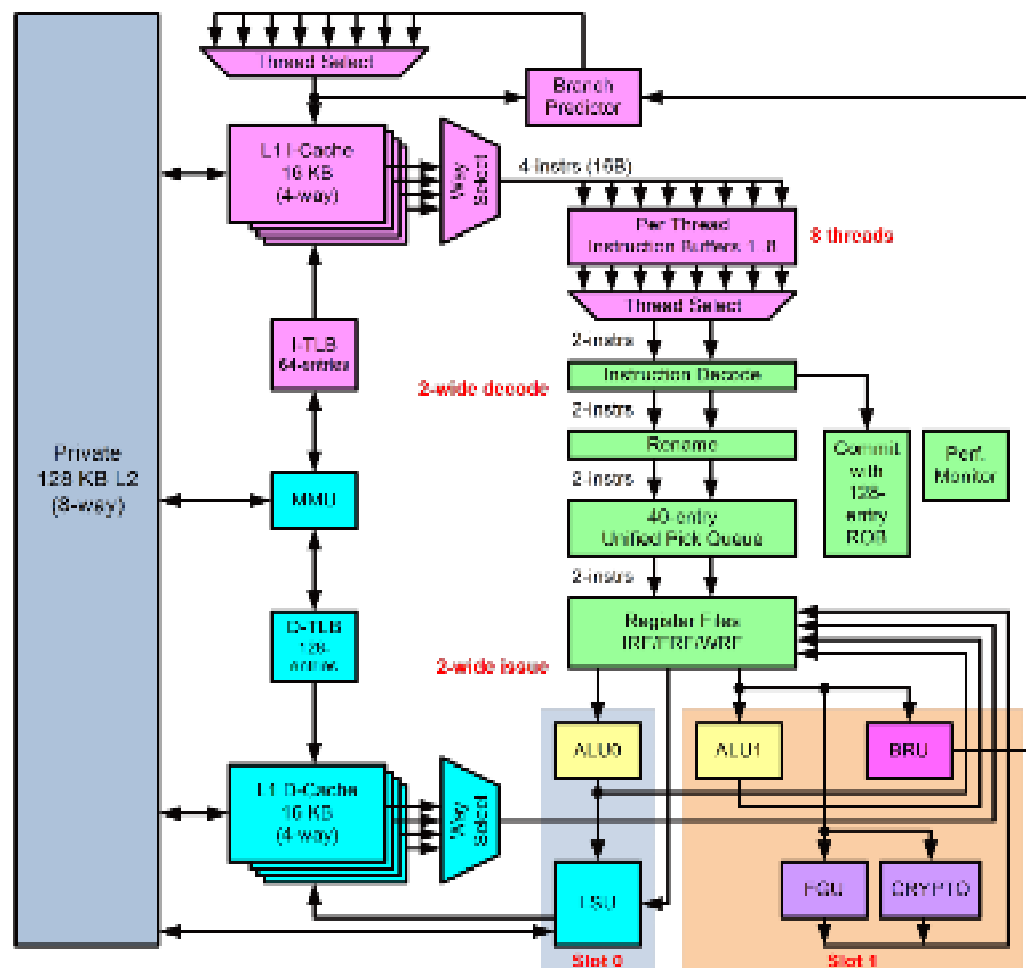 Thread Select
Branch
Predictor
L1 I-Cache
16 KB
(4-way)
Way
Select
4-instrs (16B)
Per Thread
Instruction Buffers 1..8
8 threads
Thread Select
I-TLB
64-entries
2-instrs
Instruction Decode
2-wide decode
2-instrs
Rename
Private
128 KB L2
(8-way)
MMU
2-instrs
40-entry
Unified Pick Queue
Commit
with
128-
entry
ROB
Perf.
Monitor
2-instrs
D-TLB
128-
entries
Register Files
IRF/FRF/WRF
2-wide issue
ALU0
ALU1
BRU
L1 D-Cache
16 KB
(4-way)
Way
Select
LSU
FGU
CRYPTO
Slot 0
Slot 1